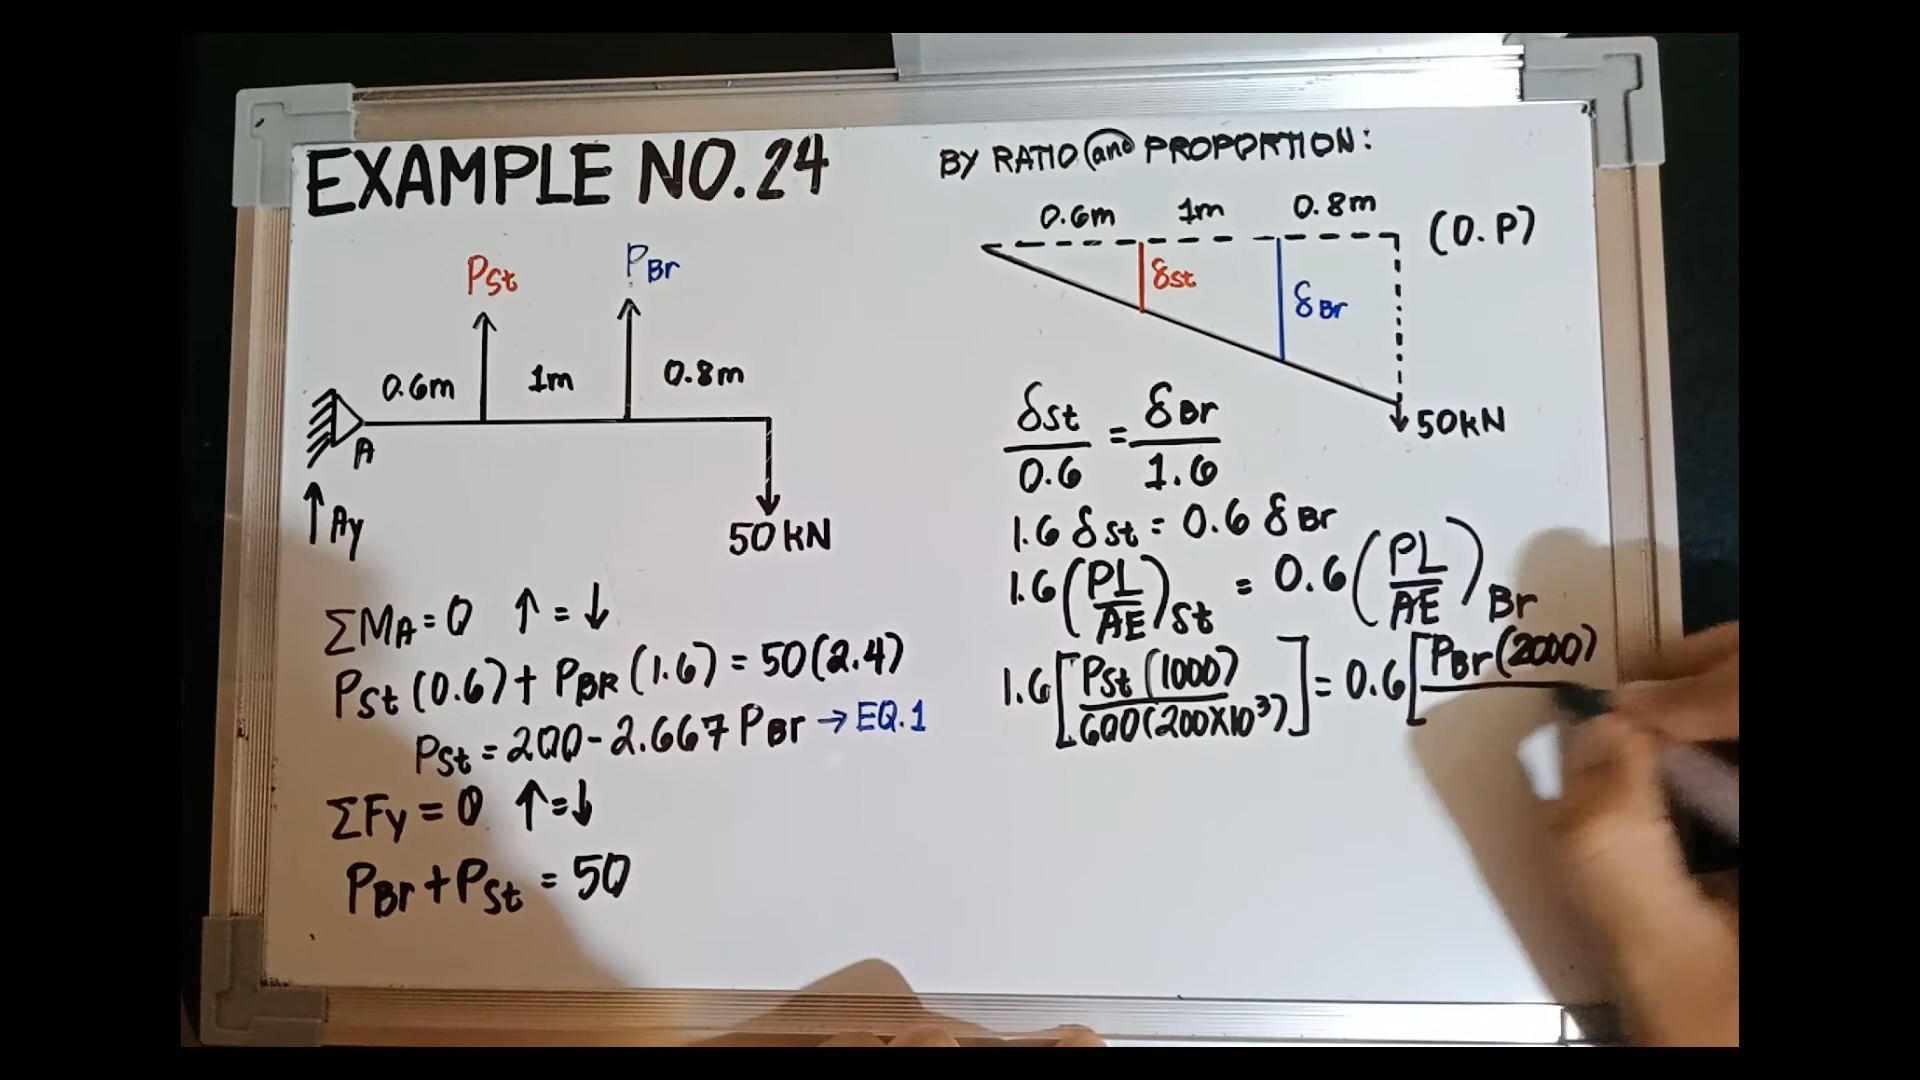 EXAMPLE NO.24
PSt
PBr
0.6m
1m
0.8m
A
Ay
50 kN
ΣMA = 0 ↑ = ↓
PSt (0.6) + PBR (1.6) = 50(2.4)
PSt = 200 - 2.667 PBr → EQ.1
ΣFy = 0 ↑ = ↓
PBr + PSt = 50
BY RATIO and PROPORTION:
0.6m 1m 0.8m (O.P)
δSt
δBr
50 kN
δSt/0.6 = δBr/1.6
1.6 δSt = 0.6 δBr
1.6 (PL/AE)St = 0.6 (PL/AE)Br
1.6 [PSt (1000)/600(200X10³)] = 0.6 [PBr (2000)